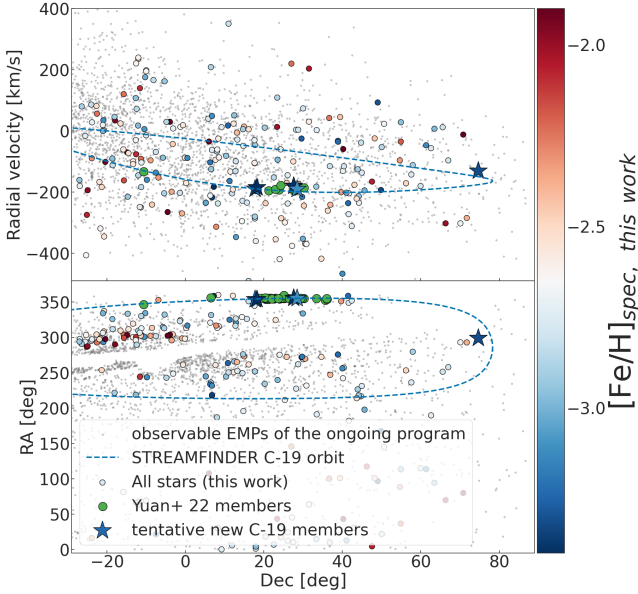 400
200
0
−200
−400
Radial velocity [km/s]
350
300
250
200
150
100
50
0
RA [deg]
observable EMPs of the ongoing program
STREAMFINDER C-19 orbit
All stars (this work)
Yuan+ 22 members
tentative new C-19 members
−20
0
20
40
60
80
Dec [deg]
−2.0
−2.5
−3.0
[Fe/H]spec, this work